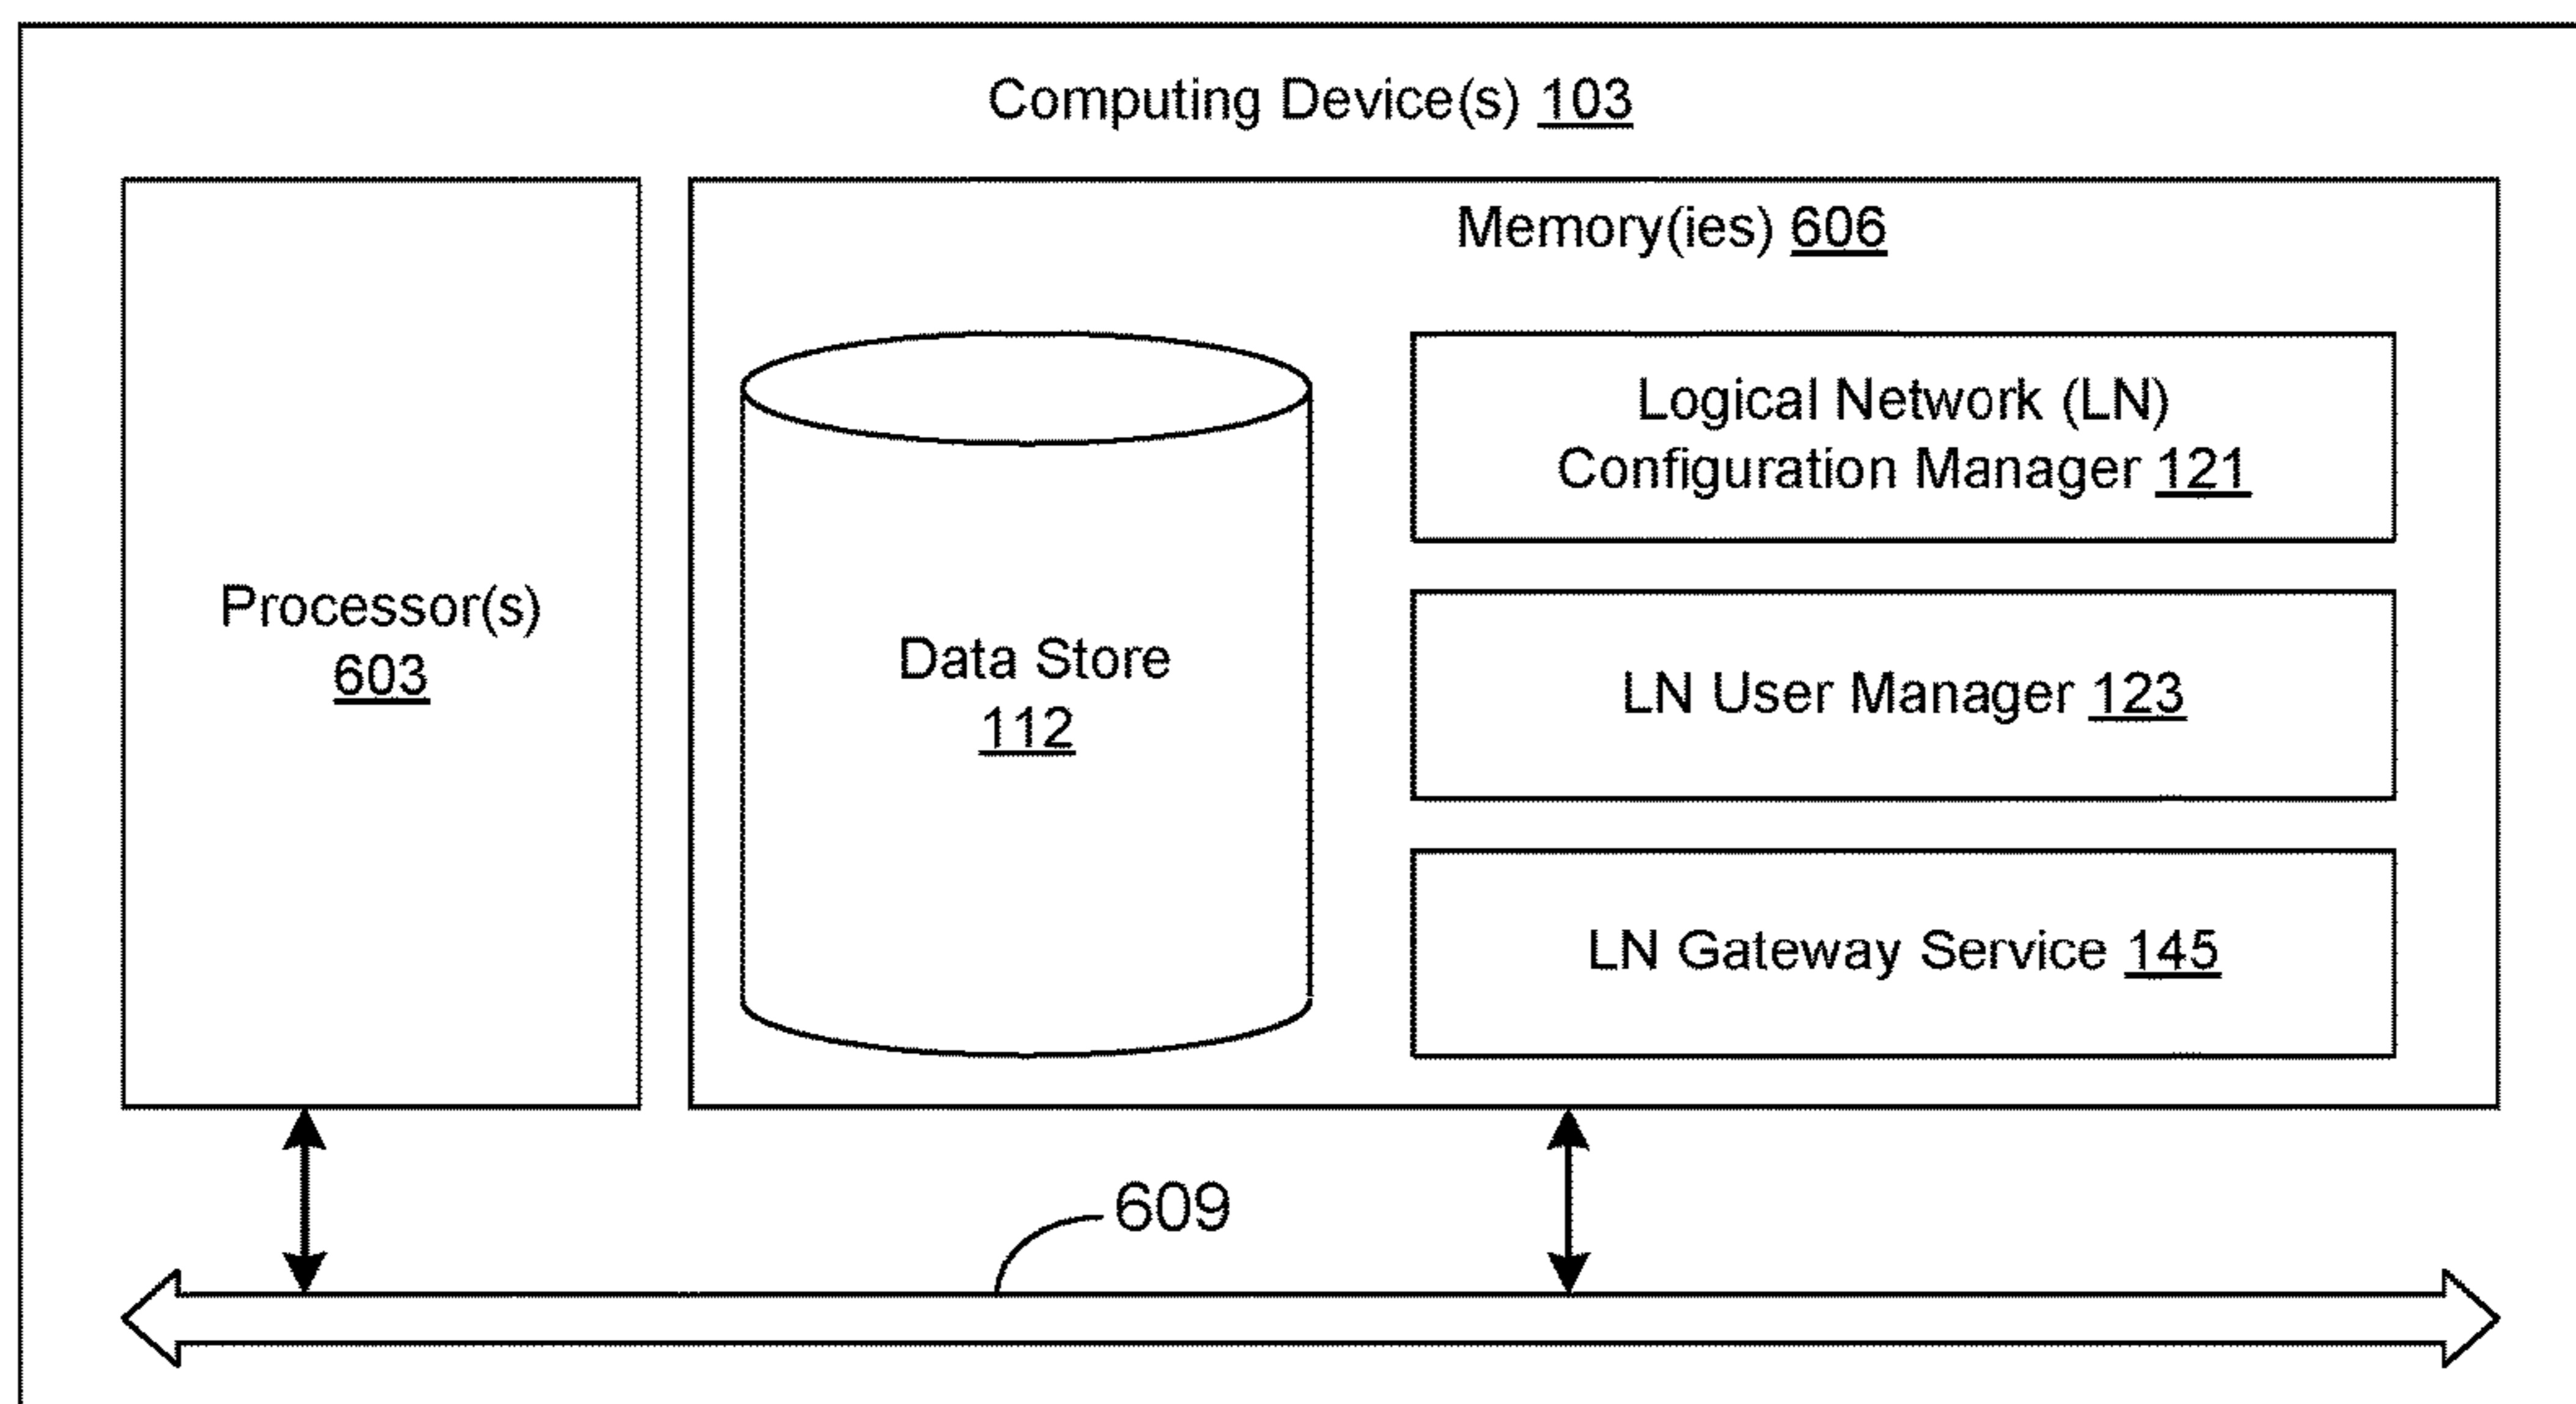 Computing Device(s) 103
Memory(ies) 606
Processor(s)
603
Data Store
112
Logical Network (LN)
Configuration Manager 121
LN User Manager 123
LN Gateway Service 145
609